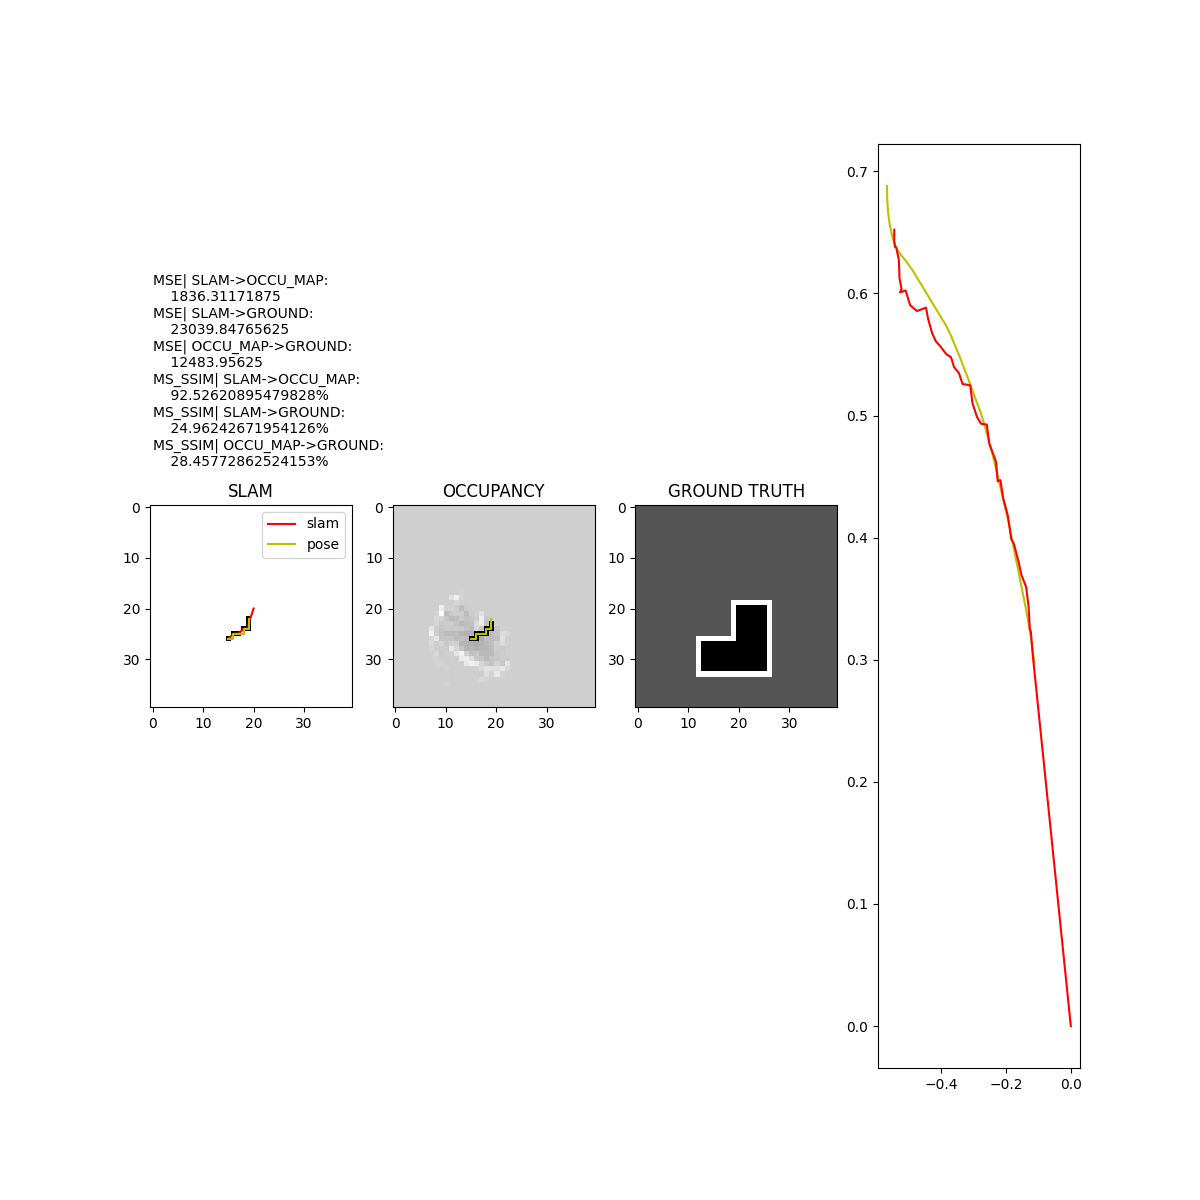 MSE| SLAM->OCCU_MAP:
1836.31171875
MSE| SLAM->GROUND:
23039.84765625
MSE| OCCU_MAP->GROUND:
12483.95625
MS_SSIM| SLAM->OCCU_MAP:
92.52620895479828%
MS_SSIM| SLAM->GROUND:
24.96242671954126%
MS_SSIM| OCCU_MAP->GROUND:
28.45772862524153%
SLAM
slam
pose
0
10
20
30
0 10 20 30
OCCUPANCY
0
10
20
30
0 10 20 30
GROUND TRUTH
0
10
20
30
0 10 20 30
0.7
0.6
0.5
0.4
0.3
0.2
0.1
0.0
−0.4 −0.2 0.0